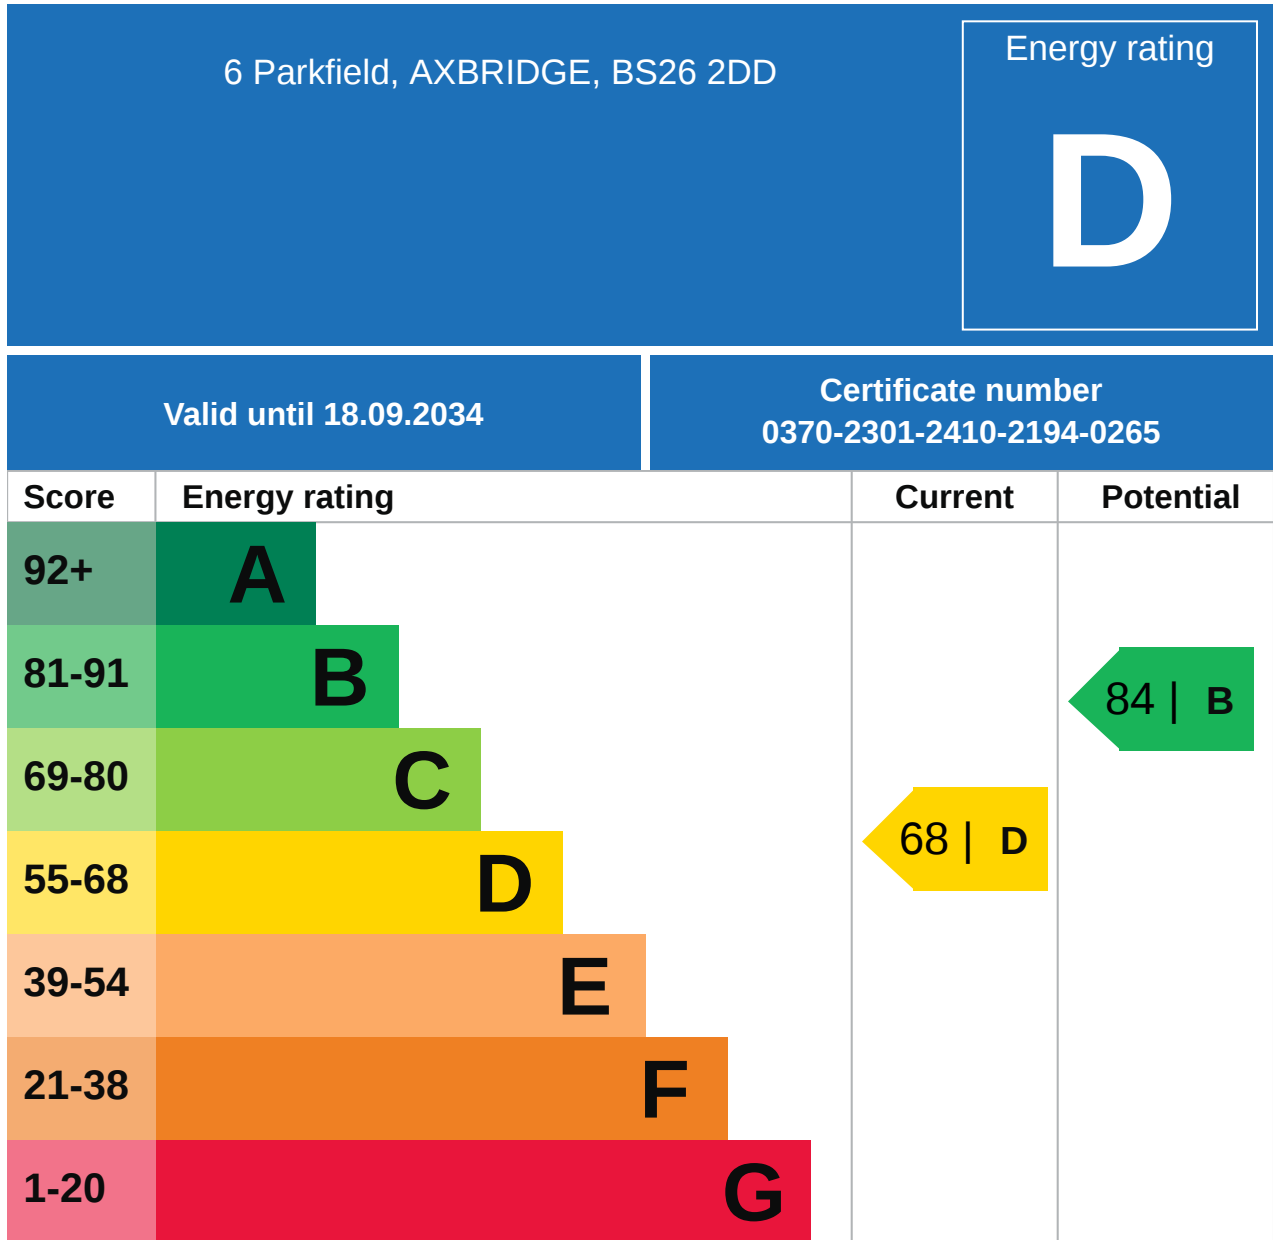 6 Parkfield, AXBRIDGE, BS26 2DD
Energy rating
D
Valid until 18.09.2034
Certificate number
0370-2301-2410-2194-0265
Score Energy rating Current Potential
92+ A
81-91 B
84 | B
69-80 C
68 | D
55-68 D
39-54 E
21-38 F
1-20 G